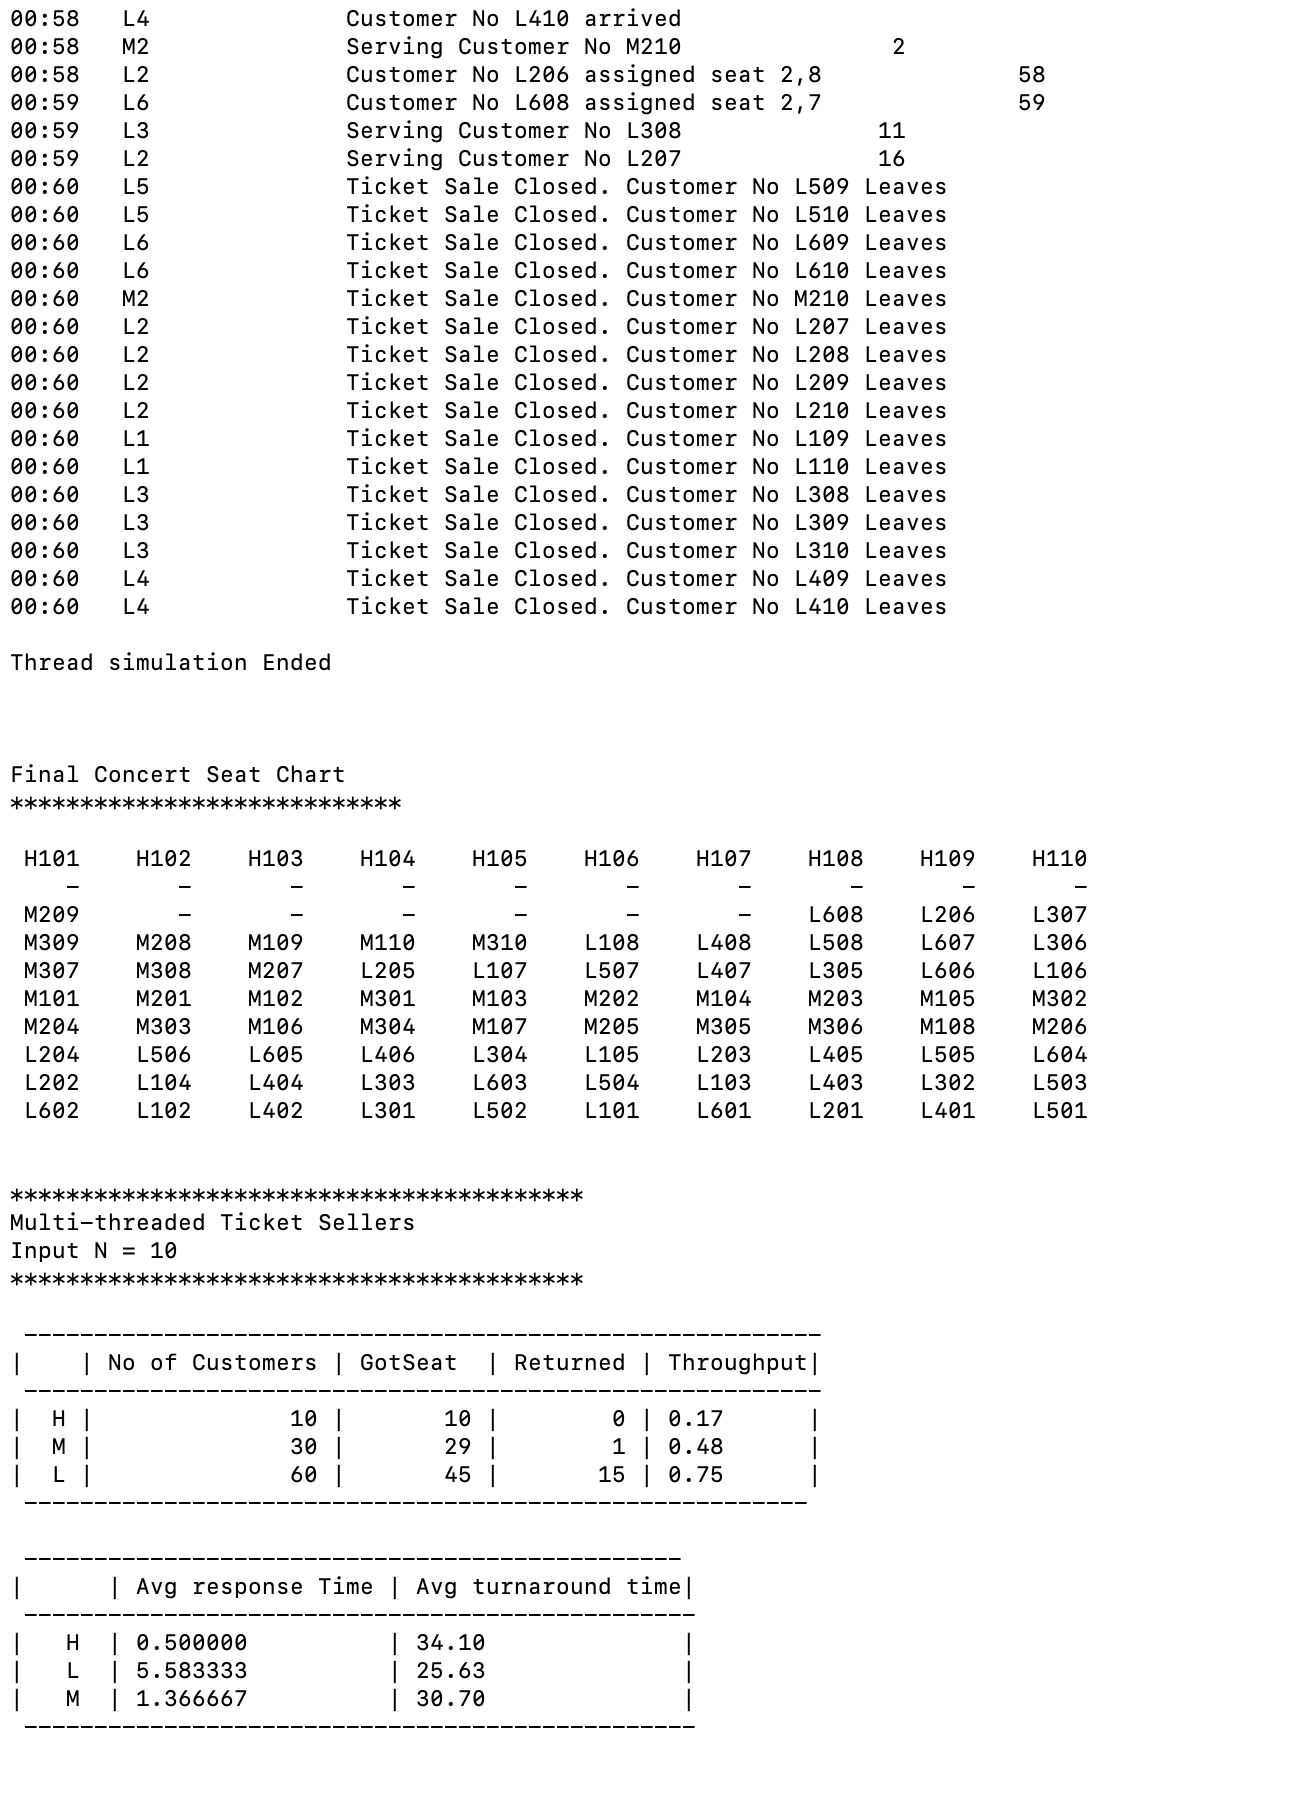 00:58   L4              Customer No L410 arrived
00:58   M2              Serving Customer No M210               2
00:58   L2              Customer No L206 assigned seat 2,8              58
00:59   L6              Customer No L608 assigned seat 2,7              59
00:59   L3              Serving Customer No L308              11
00:59   L2              Serving Customer No L207              16
00:60   L5              Ticket Sale Closed. Customer No L509 Leaves
00:60   L5              Ticket Sale Closed. Customer No L510 Leaves
00:60   L6              Ticket Sale Closed. Customer No L609 Leaves
00:60   L6              Ticket Sale Closed. Customer No L610 Leaves
00:60   M2              Ticket Sale Closed. Customer No M210 Leaves
00:60   L2              Ticket Sale Closed. Customer No L207 Leaves
00:60   L2              Ticket Sale Closed. Customer No L208 Leaves
00:60   L2              Ticket Sale Closed. Customer No L209 Leaves
00:60   L2              Ticket Sale Closed. Customer No L210 Leaves
00:60   L1              Ticket Sale Closed. Customer No L109 Leaves
00:60   L1              Ticket Sale Closed. Customer No L110 Leaves
00:60   L3              Ticket Sale Closed. Customer No L308 Leaves
00:60   L3              Ticket Sale Closed. Customer No L309 Leaves
00:60   L3              Ticket Sale Closed. Customer No L310 Leaves
00:60   L4              Ticket Sale Closed. Customer No L409 Leaves
00:60   L4              Ticket Sale Closed. Customer No L410 Leaves
Thread simulation Ended
Final Concert Seat Chart
****************************
 H101    H102    H103    H104    H105    H106    H107    H108    H109    H110
    -       -       -       -       -       -       -       -       -       -
 M209       -       -       -       -       -       -    L608    L206    L307
 M309    M208    M109    M110    M310    L108    L408    L508    L607    L306
 M307    M308    M207    L205    L107    L507    L407    L305    L606    L106
 M101    M201    M102    M301    M103    M202    M104    M203    M105    M302
 M204    M303    M106    M304    M107    M205    M305    M306    M108    M206
 L204    L506    L605    L406    L304    L105    L203    L405    L505    L604
 L202    L104    L404    L303    L603    L504    L103    L403    L302    L503
 L602    L102    L402    L301    L502    L101    L601    L201    L401    L501
*****************************************
Multi-threaded Ticket Sellers
Input N = 10
*****************************************
 ---------------------------------------------------------
|    | No of Customers | GotSeat  | Returned | Throughput|
 ---------------------------------------------------------
|  H |              10 |       10 |        0 | 0.17      |
|  M |              30 |       29 |        1 | 0.48      |
|  L |              60 |       45 |       15 | 0.75      |
 --------------------------------------------------------
 -----------------------------------------------
|      | Avg response Time | Avg turnaround time|
 ------------------------------------------------
|   H  | 0.500000          | 34.10              |
|   L  | 5.583333          | 25.63              |
|   M  | 1.366667          | 30.70              |
 ------------------------------------------------